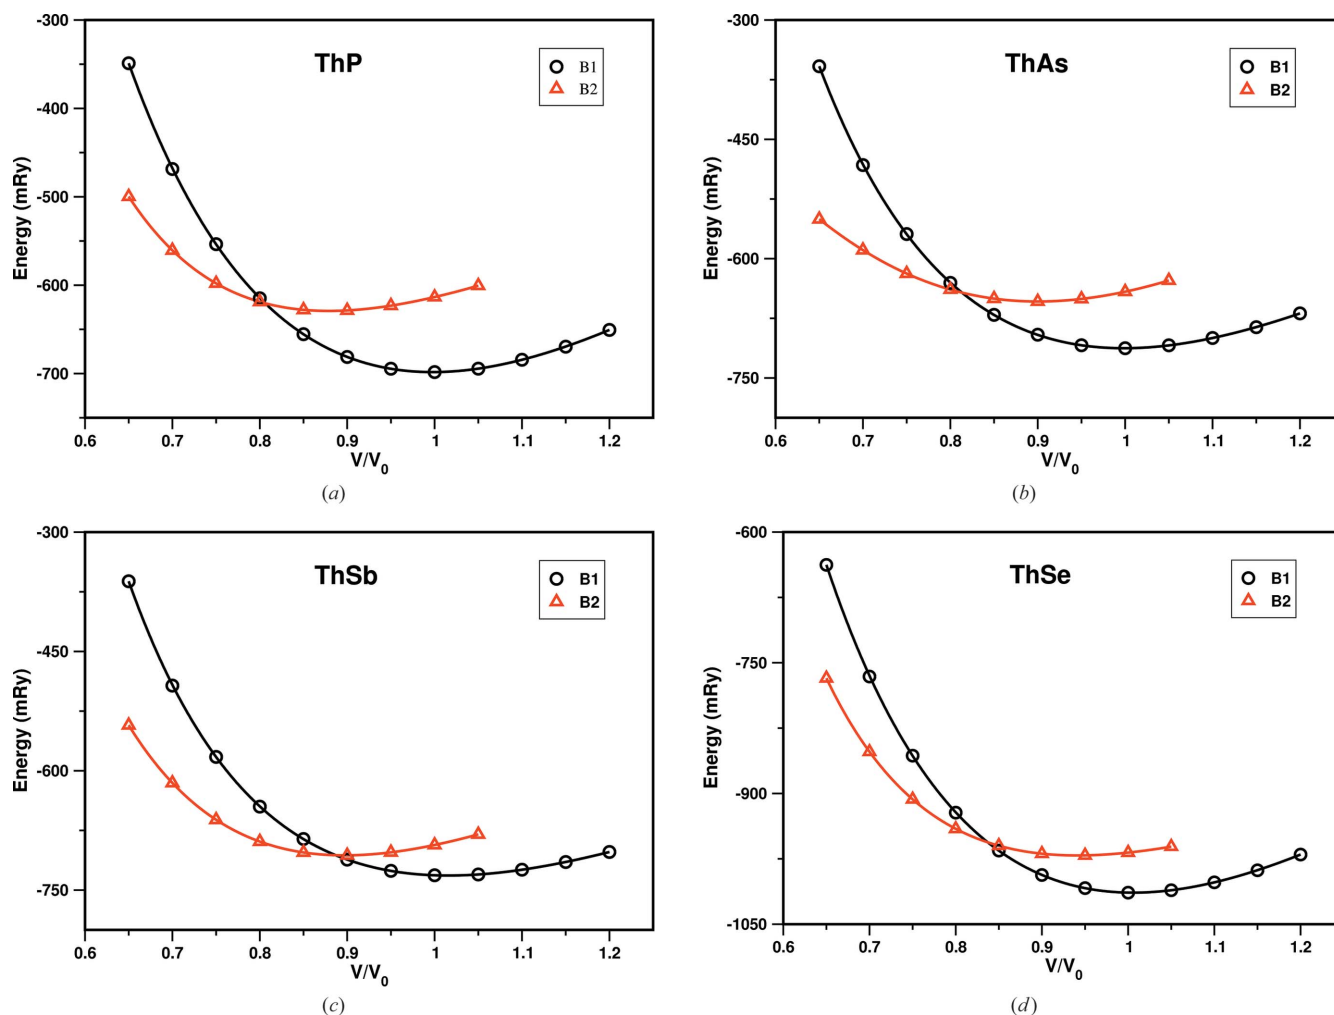 ThP
B1
B2
Energy (mRy)
-300
-400
-500
-600
-700
0.6 0.7 0.8 0.9 1 1.1 1.2
V/V0
(a)
ThAs
B1
B2
Energy (mRy)
-300
-450
-600
-750
0.6 0.7 0.8 0.9 1 1.1 1.2
V/V0
(b)
ThSb
B1
B2
Energy (mRy)
-300
-450
-600
-750
0.6 0.7 0.8 0.9 1 1.1 1.2
V/V0
(c)
ThSe
B1
B2
Energy (mRy)
-600
-750
-900
-1050
0.6 0.7 0.8 0.9 1 1.1 1.2
V/V0
(d)